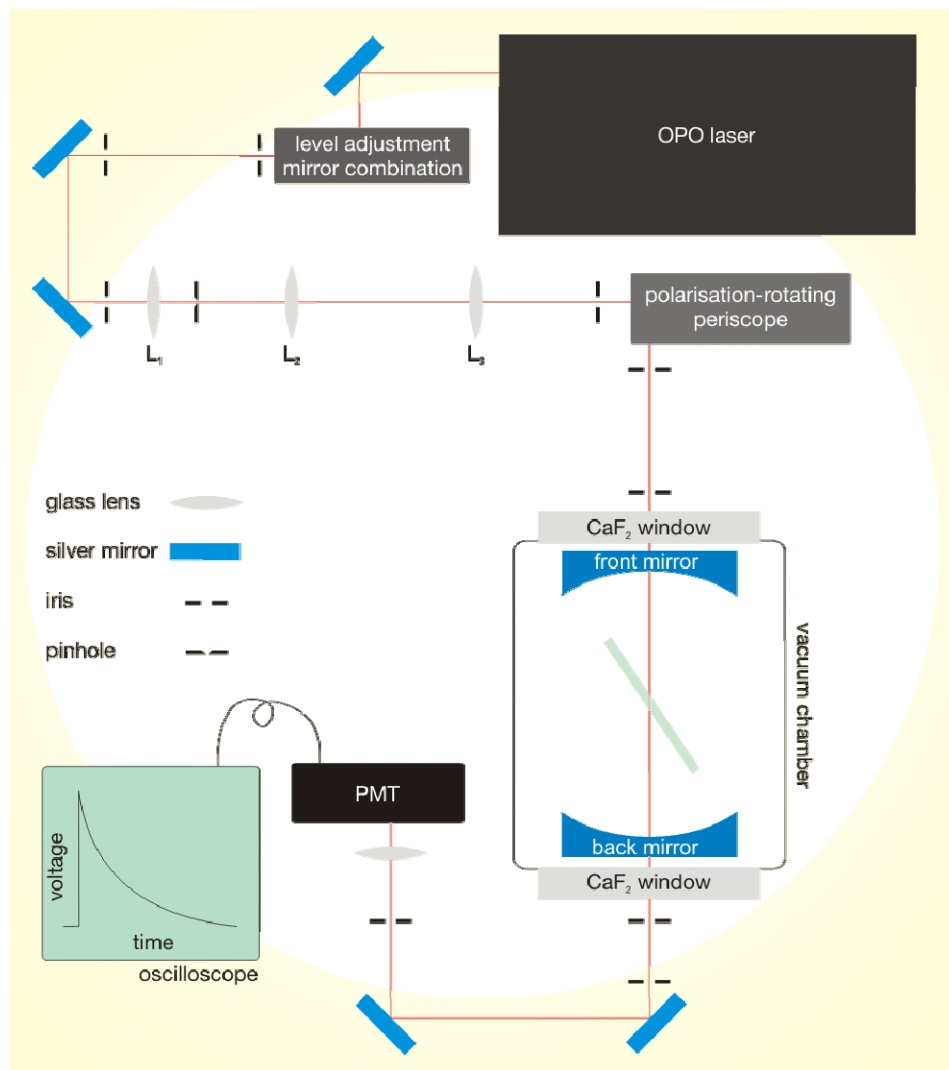 OPO laser
level adjustment
mirror combination
polarisation-rotating
periscope
L₁
L₂
L₃
glass lens
silver mirror
iris
pinhole
CaF₂ window
front mirror
vacuum chamber
back mirror
CaF₂ window
PMT
voltage
time
oscilloscope